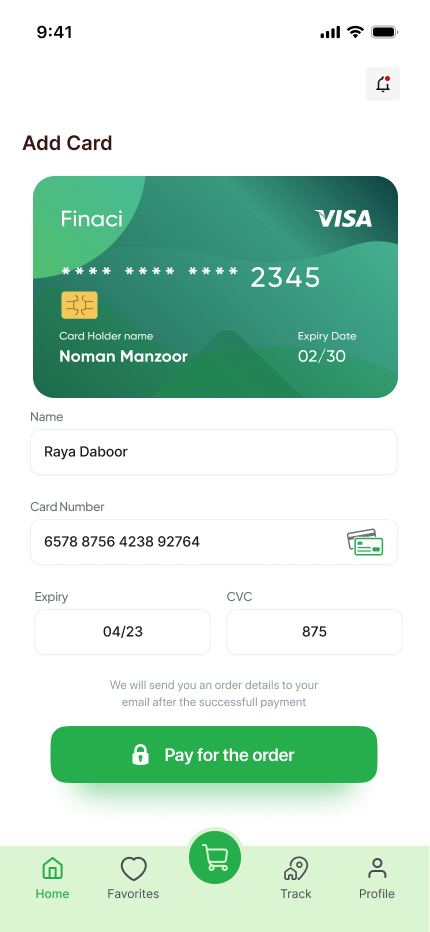 9:41
Add Card
Finaci
VISA
**** **** **** 2345
Card Holder name
Expiry Date
Noman Manzoor
02/30
Name
Raya Daboor
Card Number
6578 8756 4238 92764
Expiry
CVC
04/23
875
We will send you an order details to your
email after the successfull payment
Pay for the order
Home
Favorites
Track
Profile